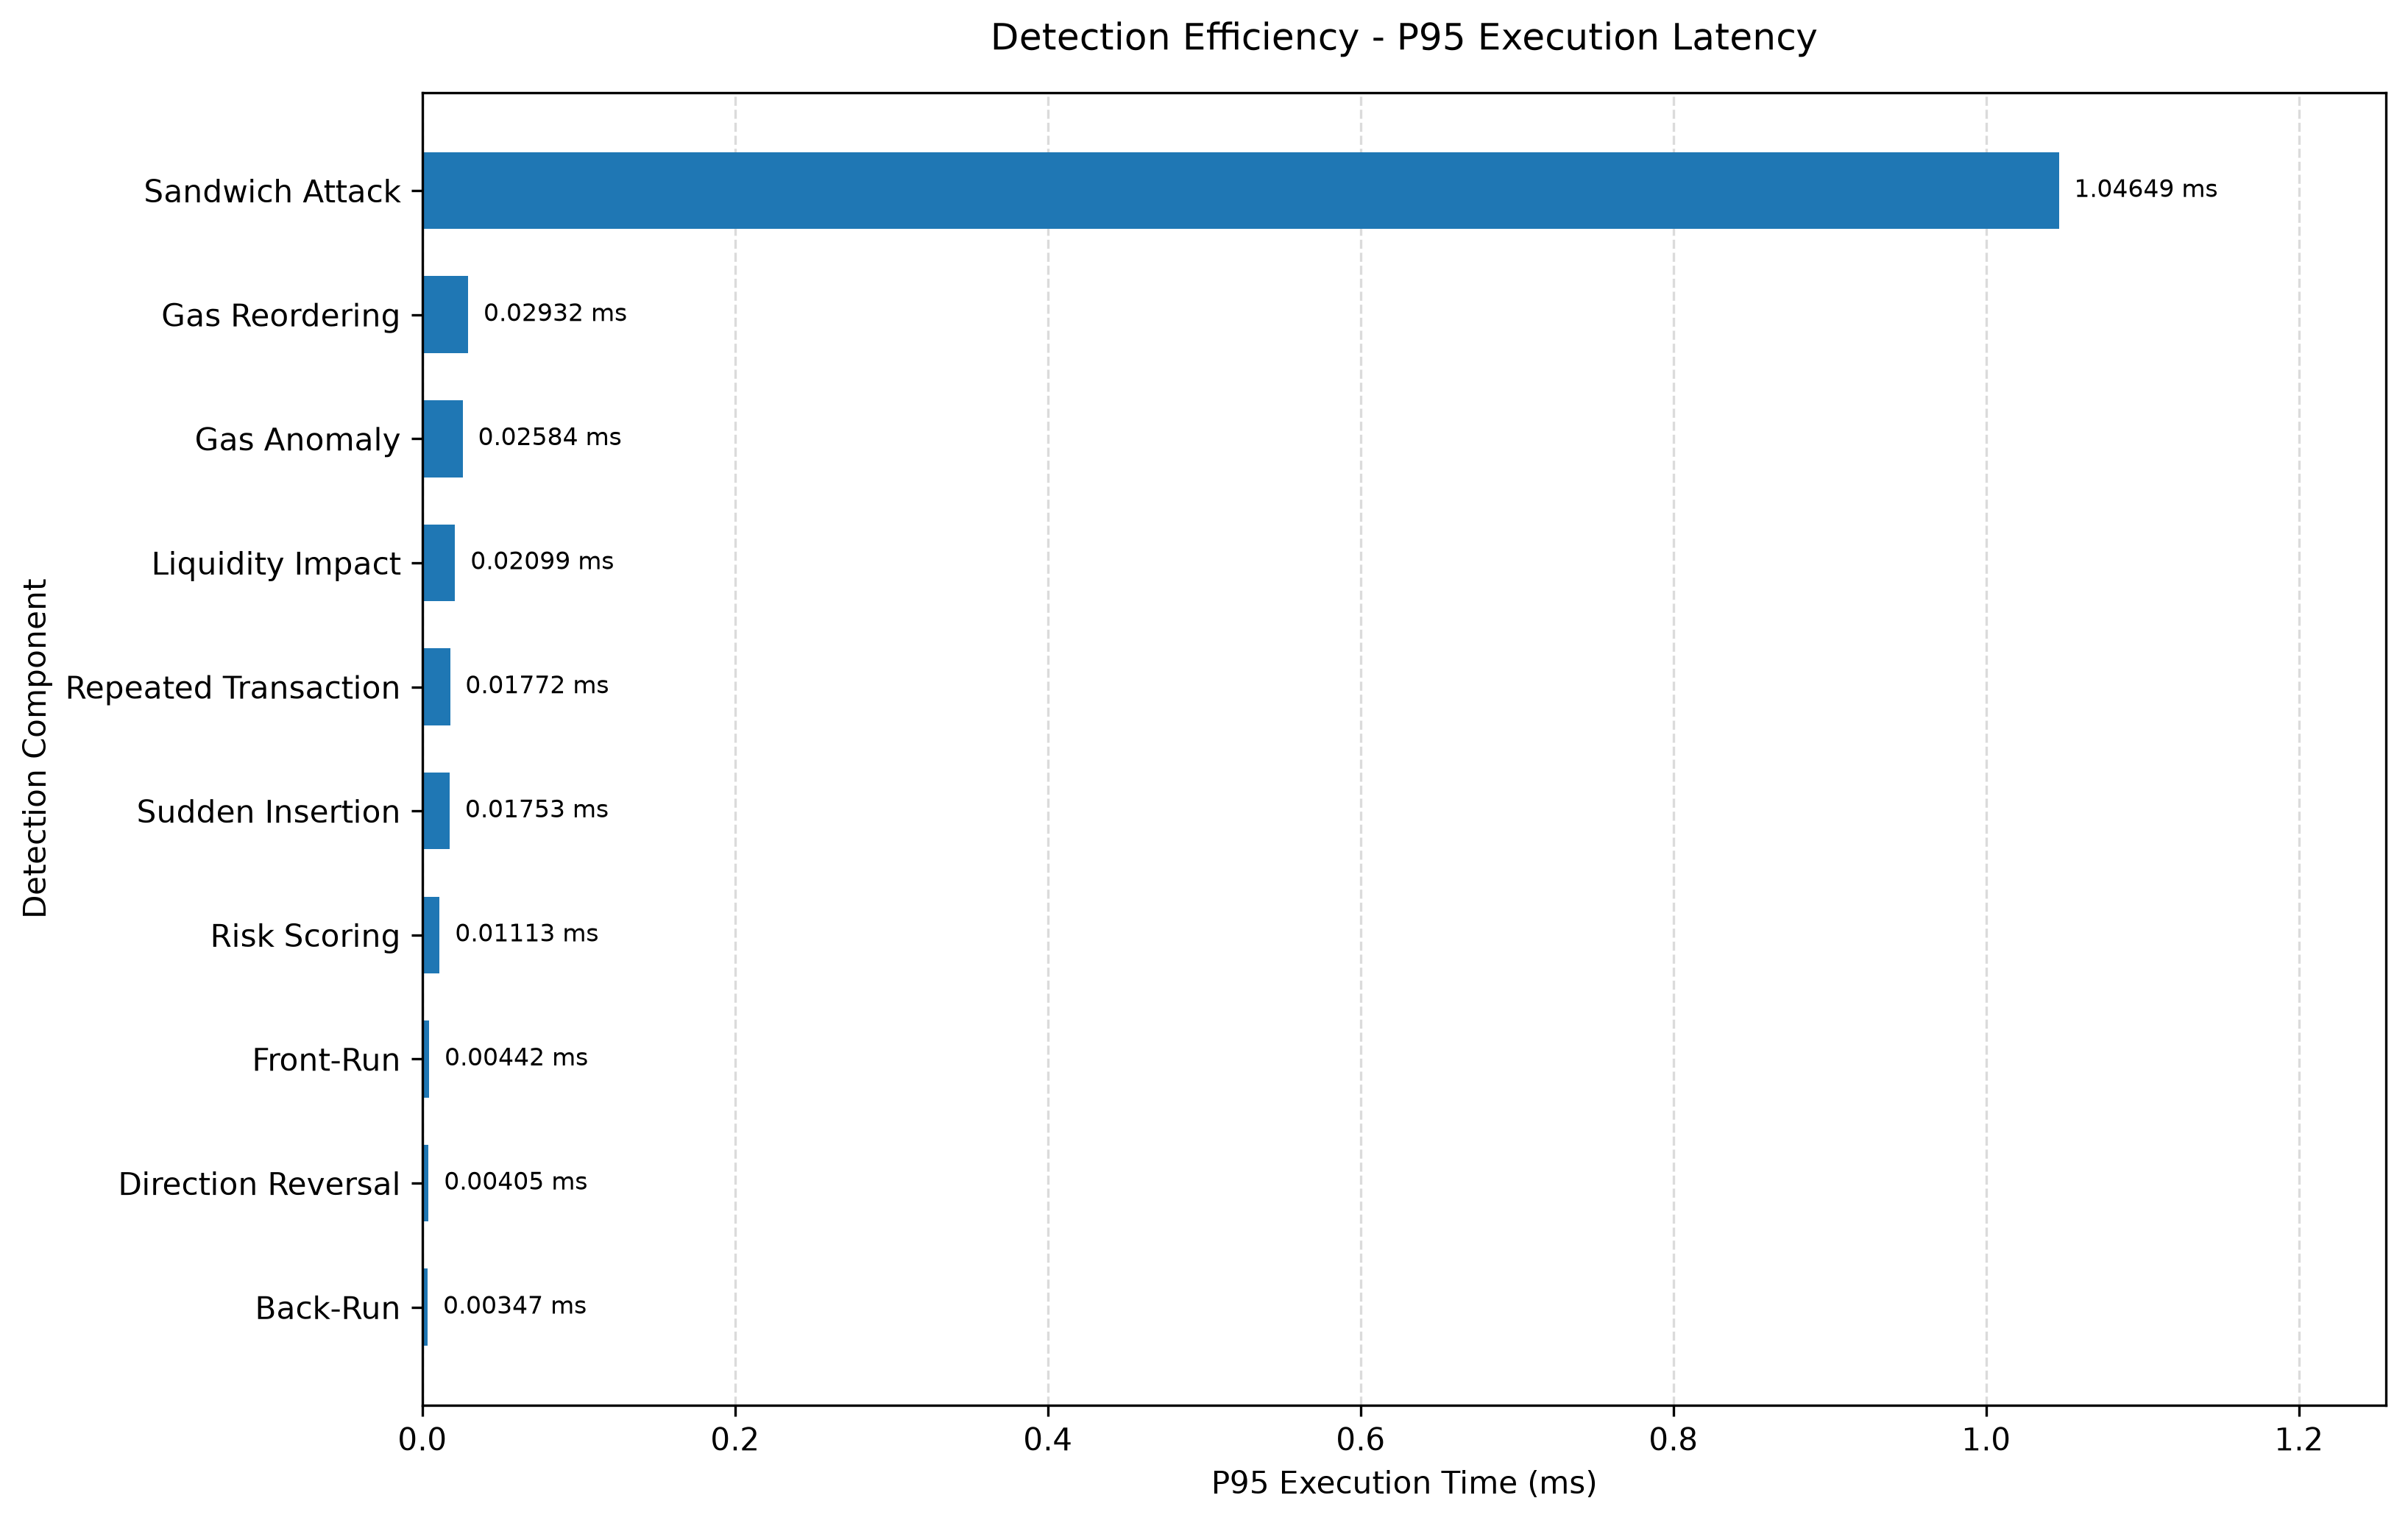 Detection Efficiency - P95 Execution Latency
Detection Component
Sandwich Attack 1.04649 ms
Gas Reordering 0.02932 ms
Gas Anomaly 0.02584 ms
Liquidity Impact 0.02099 ms
Repeated Transaction 0.01772 ms
Sudden Insertion 0.01753 ms
Risk Scoring 0.01113 ms
Front-Run 0.00442 ms
Direction Reversal 0.00405 ms
Back-Run 0.00347 ms
0.0 0.2 0.4 0.6 0.8 1.0 1.2
P95 Execution Time (ms)